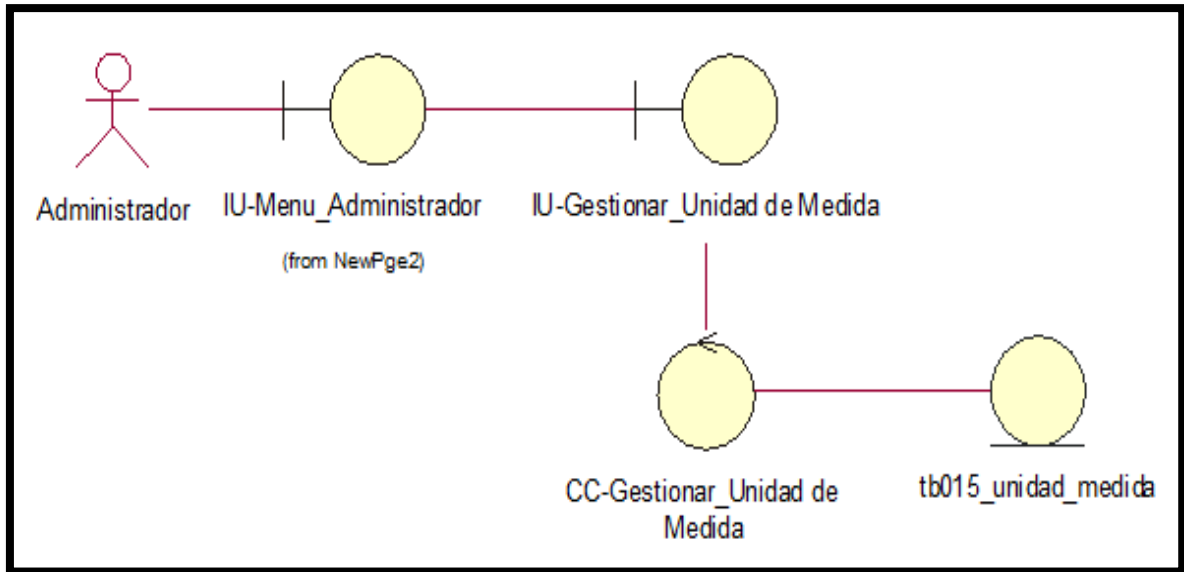 Administrador
IU-Menu_Administrador
(from NewPge2)
IU-Gestionar_Unidad de Medida
CC-Gestionar_Unidad de
Medida
tb015_unidad_medida